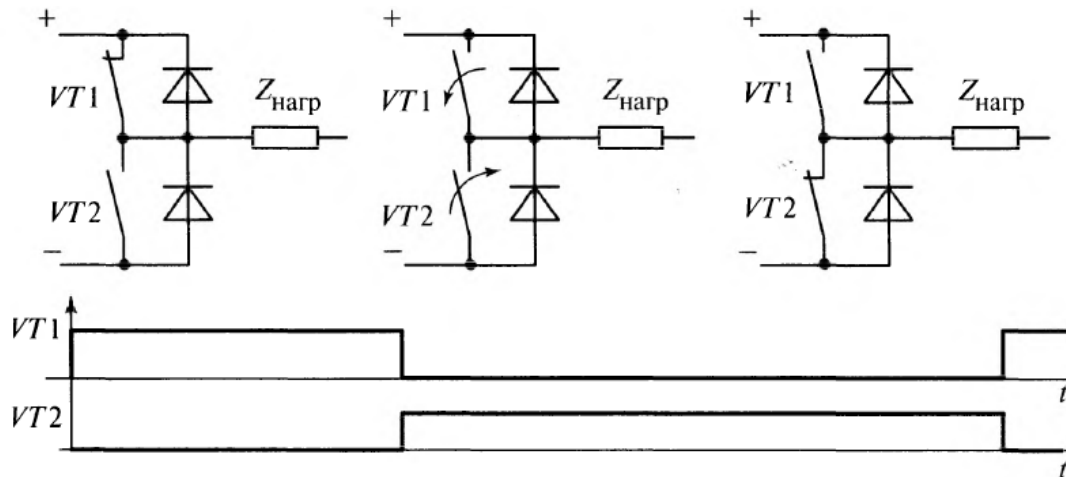 + + +
VT1 Zнагр VT1 Zнагр VT1 Zнагр
VT2 VT2 VT2
− − −
VT1
t
VT2
t